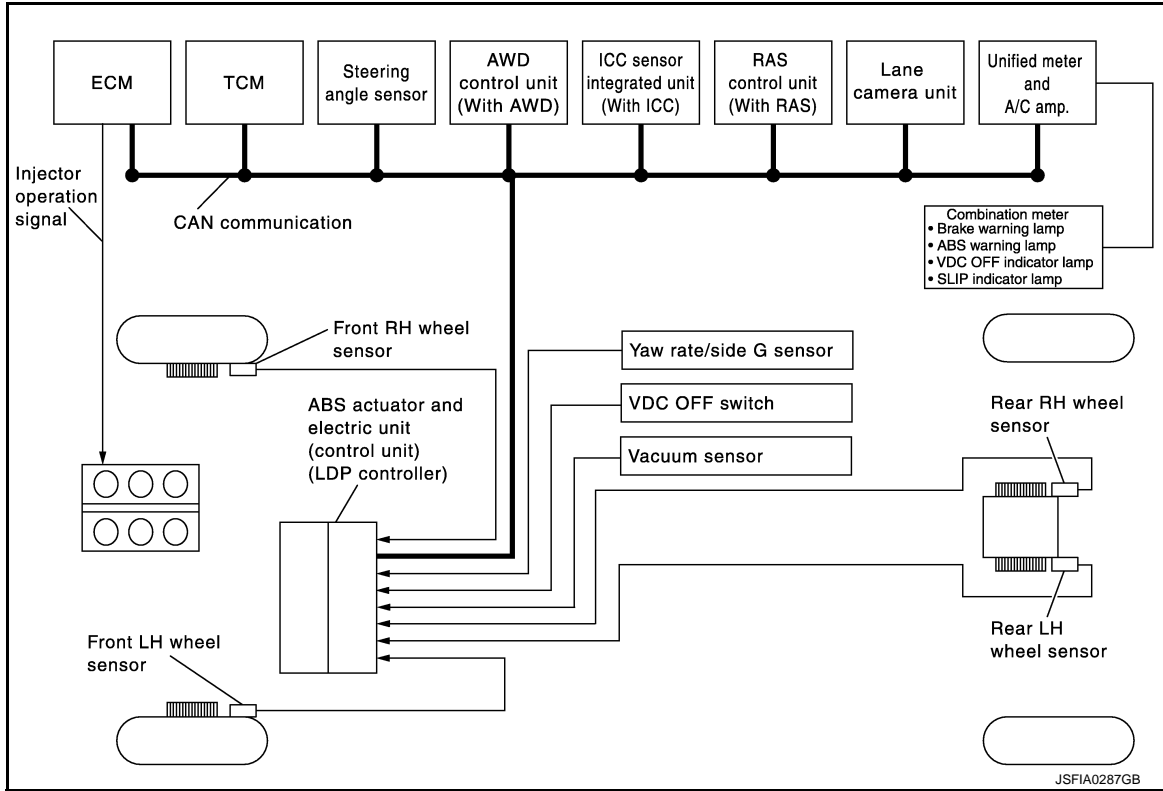 ECM
TCM
Steering
angle sensor
AWD
control unit
(With AWD)
ICC sensor
integrated unit
(With ICC)
RAS
control unit
(With RAS)
Lane
camera unit
Unified meter
and
A/C amp.
Injector
operation
signal
CAN communication
Combination meter
• Brake warning lamp
• ABS warning lamp
• VDC OFF indicator lamp
• SLIP indicator lamp
Front RH wheel
sensor
Yaw rate/side G sensor
VDC OFF switch
Vacuum sensor
ABS actuator and
electric unit
(control unit)
(LDP controller)
Rear RH wheel
sensor
Front LH wheel
sensor
Rear LH
wheel sensor
JSFIA0287GB